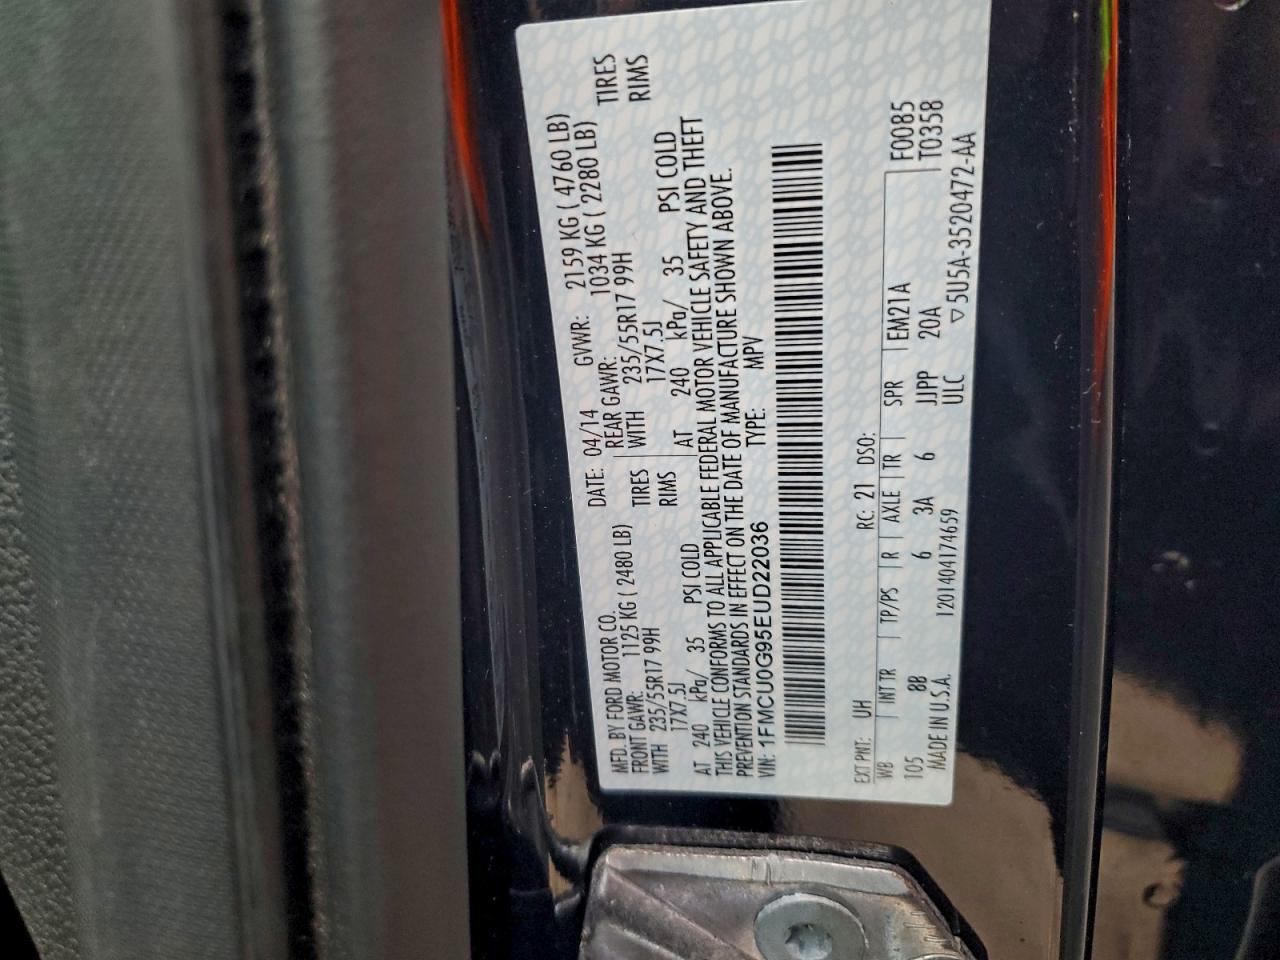 MFD. BY FORD MOTOR CO. DATE: 04/14 GVWR: 2159 KG ( 4760 LB)
FRONT GAWR: 1125 KG ( 2480 LB) REAR GAWR: 1034 KG ( 2280 LB)
WITH 235/55R17 99H TIRES WITH 235/55R17 99H TIRES
17X7.5J RIMS 17X7.5J RIMS
AT 240 kPa/ 35 PSI COLD AT 240 kPa/ 35 PSI COLD
THIS VEHICLE CONFORMS TO ALL APPLICABLE FEDERAL MOTOR VEHICLE SAFETY AND THEFT
PREVENTION STANDARDS IN EFFECT ON THE DATE OF MANUFACTURE SHOWN ABOVE.
VIN: 1FMCU0G95EUD22036 TYPE: MPV
EXT PNT: UH RC: 21 DSO: F0085
WB INT TR TP/PS R AXLE TR SPR EM21A T0358
105 8B 6 3A 6 JJPP 20A
MADE IN U.S.A. 1201404174659 ULC ▽5U5A-3520472-AA